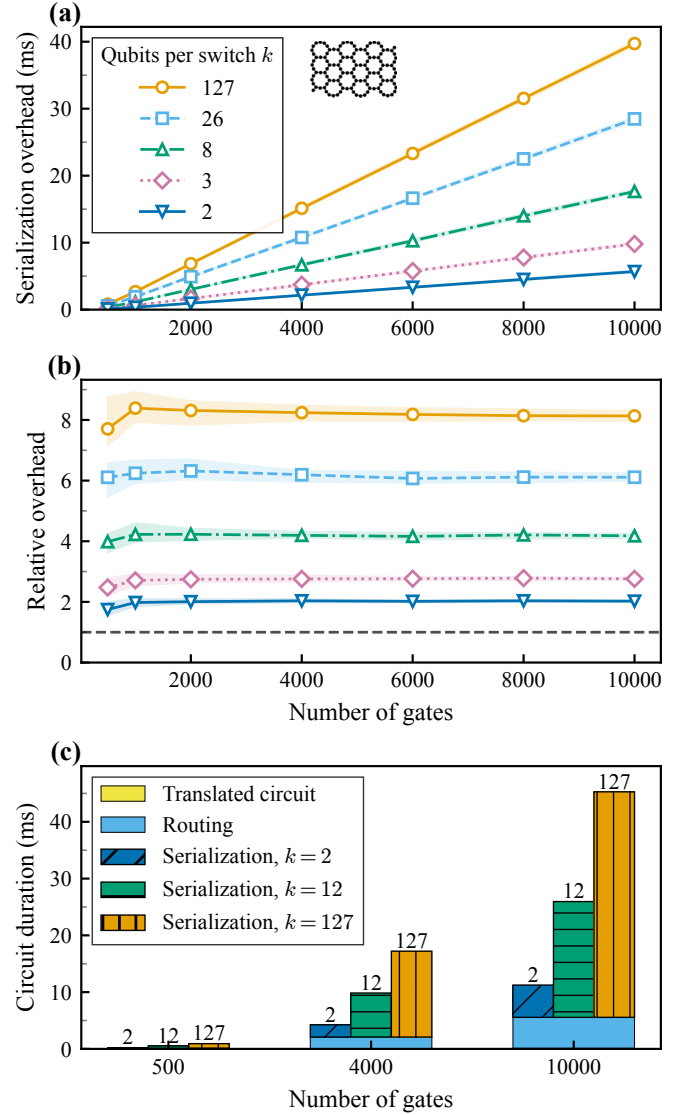 (a)
Serialization overhead (ms)
40
30
20
10
0
Qubits per switch k
127
26
8
3
2
2000 4000 6000 8000 10000
(b)
Relative overhead
8
6
4
2
0
2000 4000 6000 8000 10000
Number of gates
(c)
Circuit duration (ms)
40
30
20
10
0
Translated circuit
Routing
Serialization, k = 2
Serialization, k = 12
Serialization, k = 127
2 12 127
2 12 127
2 12 127
500 4000 10000
Number of gates